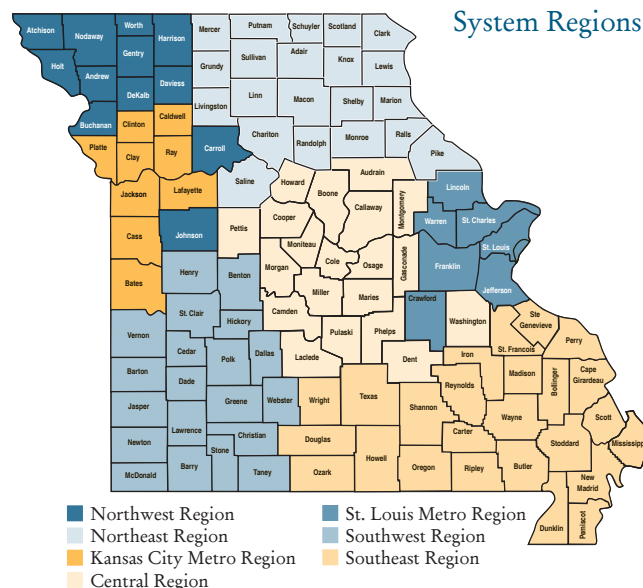 System Regions
Atchison
Nodaway
Worth
Harrison
Mercer
Putnam
Schuyler
Scotland
Clark
Holt
Andrew
Gentry
DeKalb
Daviess
Grundy
Sullivan
Adair
Knox
Lewis
Buchanan
Clinton
Caldwell
Livingston
Linn
Macon
Shelby
Marion
Platte
Clay
Ray
Carroll
Chariton
Randolph
Monroe
Ralls
Pike
Jackson
Lafayette
Saline
Howard
Boone
Audrain
Callaway
Montgomery
Lincoln
Warren
St. Charles
St. Louis
Cass
Johnson
Pettis
Cooper
Moniteau
Cole
Osage
Gasconade
Franklin
Jefferson
Bates
Henry
Benton
Morgan
Miller
Maries
Crawford
Washington
Ste
Genevieve
St. Clair
Hickory
Camden
Pulaski
Phelps
St. Francois
Perry
Vernon
Cedar
Polk
Dallas
Laclede
Dent
Iron
Madison
Bollinger
Cape
Girardeau
Barton
Dade
Greene
Webster
Wright
Texas
Shannon
Reynolds
Wayne
Scott
Jasper
Lawrence
Christian
Douglas
Howell
Carter
Stoddard
Mississippi
Newton
McDonald
Barry
Stone
Taney
Ozark
Oregon
Ripley
Butler
New
Madrid
Dunklin
Pemiscot
Northwest Region
Northeast Region
Kansas City Metro Region
Central Region
St. Louis Metro Region
Southwest Region
Southeast Region